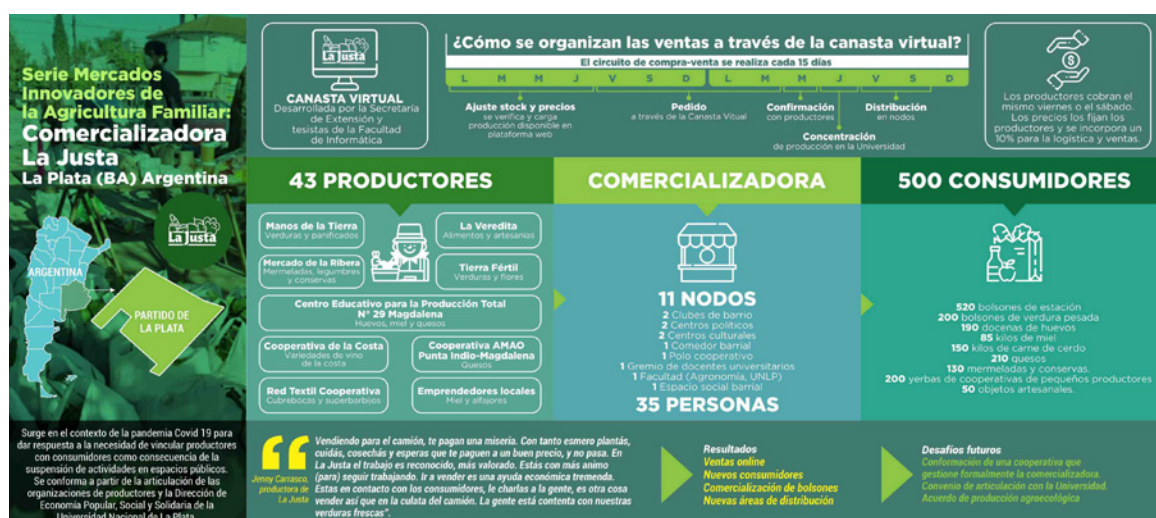 Serie Mercados
Innovadores de
la Agricultura Familiar:
Comercializadora
La Justa
La Plata (BA) Argentina
La Justa
ARGENTINA
PARTIDO DE
LA PLATA
Surge en el contexto de la pandemia Covid 19 para
dar respuesta a la necesidad de vincular productores
con consumidores como consecuencia de la
suspensión de actividades en espacios públicos.
Se conforma a partir de la articulación de las
organizaciones de productores y la Dirección de
Economía Popular, Social y Solidaria de la
Universidad Nacional de La Plata
La Justa
CANASTA VIRTUAL
Desarrollada por la Secretaría
de Extensión y
tesistas de la Facultad
de Informática
¿Cómo se organizan las ventas a través de la canasta virtual?
El circuito de compra-venta se realiza cada 15 días
L M M J V S D L M M J V S D
Ajuste stock y precios
se verifica y carga
producción disponible en
plataforma web
Pedido
a través de la Canasta Vitual
Confirmación
con productores
Concentración
de producción en la Universidad
Distribución
en nodos
Los productores cobran el
mismo viernes o el sábado.
Los precios los fijan los
productores y se incorpora un
10% para la logística y ventas.
43 PRODUCTORES
Manos de la Tierra
Verduras y panificados
La Veredita
Alimentos y artesanías
Mercado de la Ribera
Mermeladas, legumbres
y conservas
Tierra Fértil
Verduras y flores
Centro Educativo para la Producción Total
N° 29 Magdalena
Huevos, miel y quesos
Cooperativa de la Costa
Variedades de vino
de la costa
Cooperativa AMAO
Punta Indio-Magdalena
Quesos
Red Textil Cooperativa
Cubrebocas y superbarbijos
Emprendedores locales
Miel y alfajores
COMERCIALIZADORA
11 NODOS
2 Clubes de barrio
2 Centros políticos
2 Centros culturales
1 Comedor barrial
1 Polo cooperativo
1 Gremio de docentes universitarios
1 Facultad (Agronomía, UNLP)
1 Espacio social barrial
35 PERSONAS
500 CONSUMIDORES
520 bolsones de estación
200 bolsones de verdura pesada
190 docenas de huevos
85 kilos de miel
150 kilos de carne de cerdo
210 quesos
130 mermeladas y conservas.
200 yerbas de cooperativas de pequeños productores
50 objetos artesanales.
Jenny Carrasco,
productora de
La Justa
Vendiendo para el camión, te pagan una miseria. Con tanto esmero plantás,
cuidás, cosechás y esperas que te paguen a un buen precio, y no pasa. En
La Justa el trabajo es reconocido, más valorado. Estás con más animo
(para) seguir trabajando. Ir a vender es una ayuda económica tremenda.
Estas en contacto con los consumidores, le charlas a la gente, es otra cosa
vender así que en la culata del camión. La gente está contenta con nuestras
verduras frescas".
Resultados
Ventas online
Nuevos consumidores
Comercialización de bolsones
Nuevas áreas de distribución
Desafíos futuros
Conformación de una cooperativa que
gestione formalmente la comercializadora.
Convenio de articulación con la Universidad.
Acuerdo de producción agroecológica